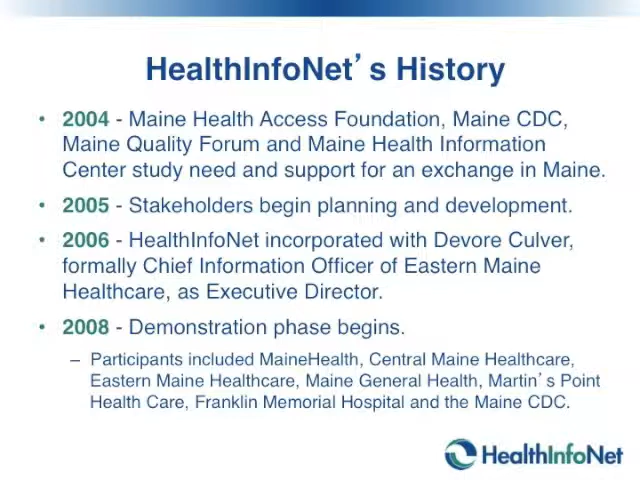 HealthInfoNet’s History
• 2004 - Maine Health Access Foundation, Maine CDC,
Maine Quality Forum and Maine Health Information
Center study need and support for an exchange in Maine.
• 2005 - Stakeholders begin planning and development.
• 2006 - HealthInfoNet incorporated with Devore Culver,
formally Chief Information Officer of Eastern Maine
Healthcare, as Executive Director.
• 2008 - Demonstration phase begins.
– Participants included MaineHealth, Central Maine Healthcare,
Eastern Maine Healthcare, Maine General Health, Martin’s Point
Health Care, Franklin Memorial Hospital and the Maine CDC.
HealthInfoNet